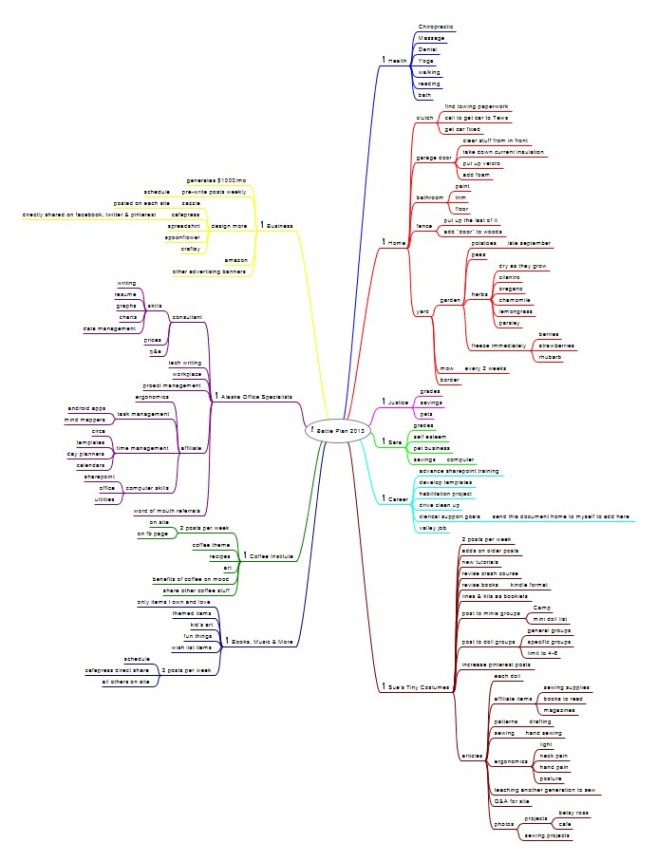 ! Battle Plan 2012
1 Health
Chiropractic
Massage
Dental
Yoga
walking
reading
bath
1 Home
clutch
find towing paperwork
call to get car to Tews
get car fixed
garage door
clear stuff from in front
take down current insulation
put up velcro
add foam
bathroom
paint
trim
floor
fence
put up the last of it
add "door" to woods
yard
garden
potatoes late september
peas
herbs
dry as they grow
cilantro
oregano
chamomile
lemongrass
parsley
freeze immediately
berries
strawberries
rhubarb
mow every 2 weeks
border
1 Justice
grades
savings
pets
1 Sara
grades
self esteem
pet business
savings computer
1 Career
advance sharepoint training
develop templates
habilitation project
drive clean up
clerical support goals send this document home to myself to add here
valley job
1 Sue's Tiny Costumes
2 posts per week
adds on older posts
new tutorials
revise crash course
revise books kindle format
lines & kits as booklets
post to minis groups
Camp
mini doll list
post to doll groups
general groups
specific groups
limit to 4-6
increase pinterest posts
articles
each doll
affiliate items
sewing supplies
books to read
magazines
patterns drafting
sewing hand sewing
ergonomics
light
neck pain
hand pain
posture
teaching another generation to sew
Q&A for site
photos
projects
betsy ross
cafe
sewing projects
1 Business
generates $1000/mo
schedule pre-write posts weekly
design more
posted on each site zazzle
directly shared on facebook, twitter & pinterest cafepress
spreadshirt
spoonflower
craftsy
amazon
other advertising banners
1 Alaska Office Specialists
consultant
skills
writing
resume
graphs
charts
data management
prices
q&a
tech writing
workplace
project management
affiliate
ergonomics
task management
android apps
mind mappers
time management
circa
templates
day planners
calendars
computer skills
sharepoint
office
utilities
word of mouth referrals
1 Coffee Institute
2 posts per week
on site
on fb page
coffee theme
recipes
art
benefits of coffee on mood
share other coffee stuff
1 Books, Music & More
only items I own and love
themed items
kid's art
fun things
wish list items
2 posts per week
schedule
cafepress direct share
all others on site